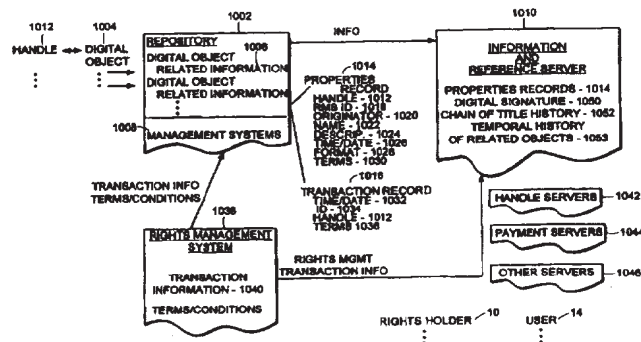 1012
1004
HANDLE
DIGITAL
OBJECT
1002
REPOSITORY
1006
DIGITAL OBJECT
RELATED INFORMATION
DIGITAL OBJECT
RELATED INFORMATION
1008
MANAGEMENT SYSTEMS
INFO
1014
PROPERTIES
RECORD
HANDLE - 1012
RMS ID - 1018
ORIGINATOR - 1020
NAME - 1022
DESCRIP. - 1024
TIME/DATE - 1026
FORMAT - 1028
TERMS - 1030
1016
TRANSACTION RECORD
TIME/DATE - 1032
ID - 1034
HANDLE - 1012
TERMS 1036
1010
INFORMATION
AND
REFERENCE SERVER
PROPERTIES RECORDS - 1014
DIGITAL SIGNATURE - 1050
CHAIN OF TITLE HISTORY - 1052
TEMPORAL HISTORY
OF RELATED OBJECTS - 1053
TRANSACTION INFO
TERMS/CONDITIONS
1038
RIGHTS MANAGEMENT
SYSTEM
TRANSACTION
INFORMATION - 1040
TERMS/CONDITIONS
RIGHTS MGMT
TRANSACTION INFO
HANDLE SERVERS
1042
PAYMENT SERVERS
1044
OTHER SERVERS
1046
RIGHTS HOLDER
10
USER
14